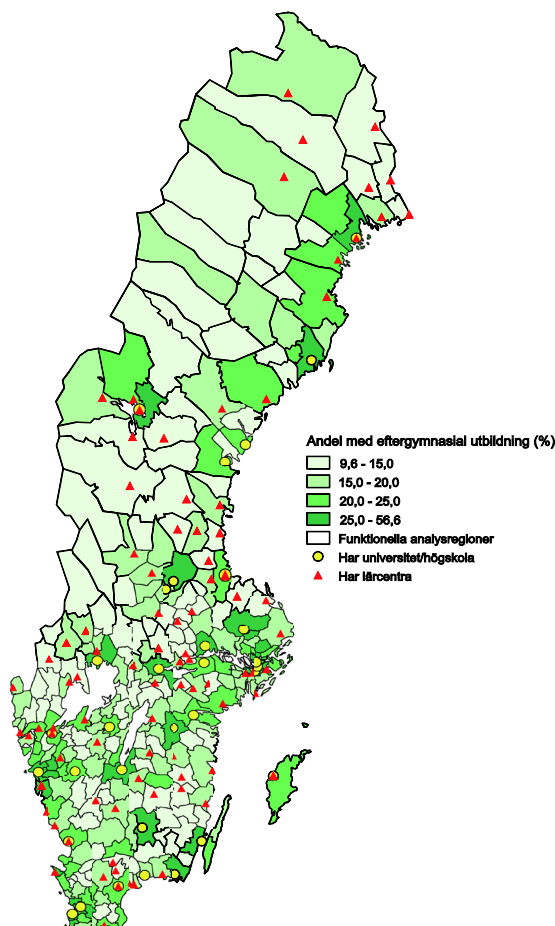 Andel med eftergymnasial utbildning (%)
9,6 - 15,0
15,0 - 20,0
20,0 - 25,0
25,0 - 56,6
Funktionella analysregioner
Har universitet/högskola
Har lärcentra